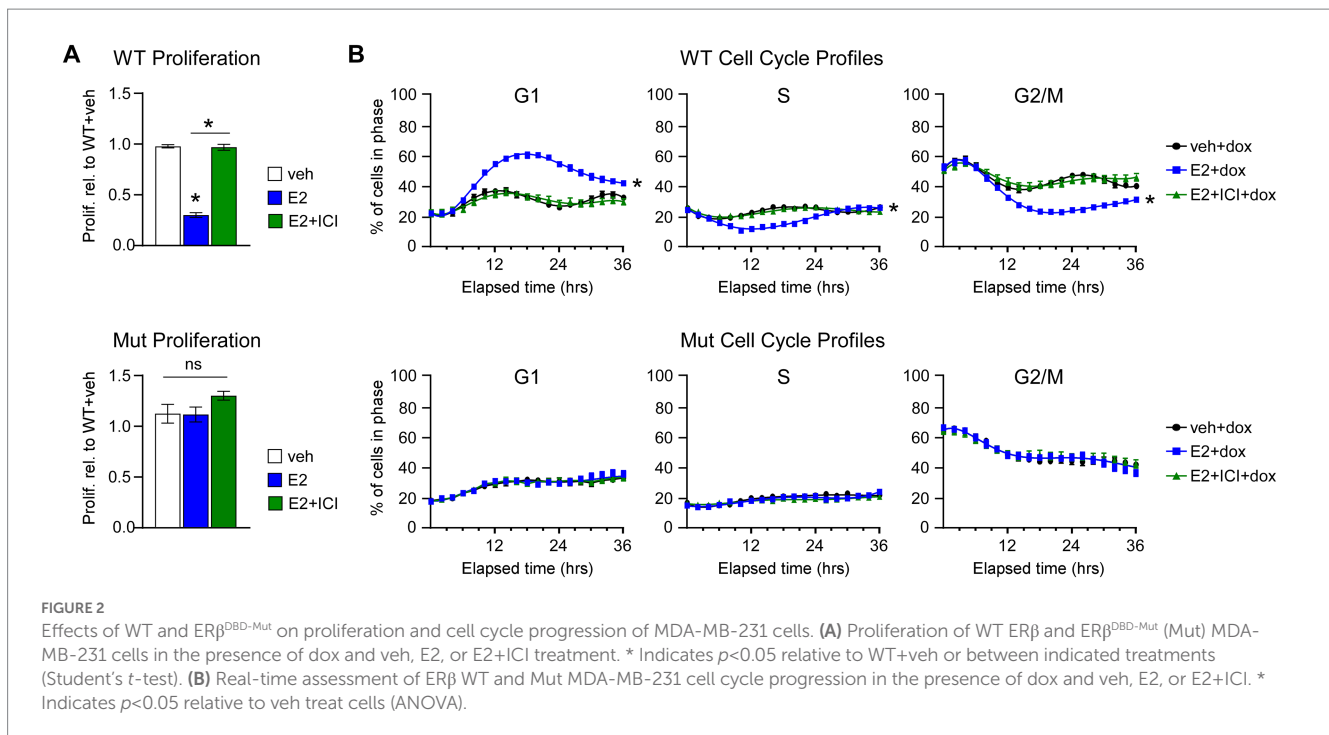 A
WT Proliferation
Prolif. rel. to WT+veh
1.5
1.0
0.5
0.0
*
*
veh
E2
E2+ICI
B
WT Cell Cycle Profiles
% of cells in phase
G1
100
80
60
40
20
0
12
24
36
Elapsed time (hrs)
*
S
100
80
60
40
20
0
12
24
36
Elapsed time (hrs)
*
G2/M
100
80
60
40
20
0
12
24
36
Elapsed time (hrs)
*
veh+dox
E2+dox
E2+ICI+dox
Mut Proliferation
Prolif. rel. to WT+veh
1.5
1.0
0.5
0.0
ns
veh
E2
E2+ICI
Mut Cell Cycle Profiles
% of cells in phase
G1
100
80
60
40
20
0
12
24
36
Elapsed time (hrs)
S
100
80
60
40
20
0
12
24
36
Elapsed time (hrs)
G2/M
100
80
60
40
20
0
12
24
36
Elapsed time (hrs)
veh+dox
E2+dox
E2+ICI+dox
FIGURE 2
Effects of WT and ERβDBD-Mut on proliferation and cell cycle progression of MDA-MB-231 cells. (A) Proliferation of WT ERβ and ERβDBD-Mut (Mut) MDA-
MB-231 cells in the presence of dox and veh, E2, or E2+ICI treatment. * Indicates p<0.05 relative to WT+veh or between indicated treatments
(Student's t-test). (B) Real-time assessment of ERβ WT and Mut MDA-MB-231 cell cycle progression in the presence of dox and veh, E2, or E2+ICI. *
Indicates p<0.05 relative to veh treat cells (ANOVA).